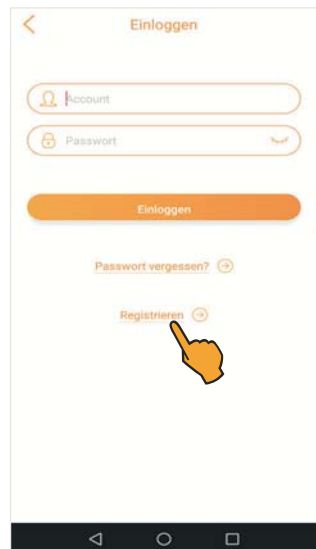 Einloggen
Account
Passwort
Einloggen
Passwort vergessen?
Registrieren